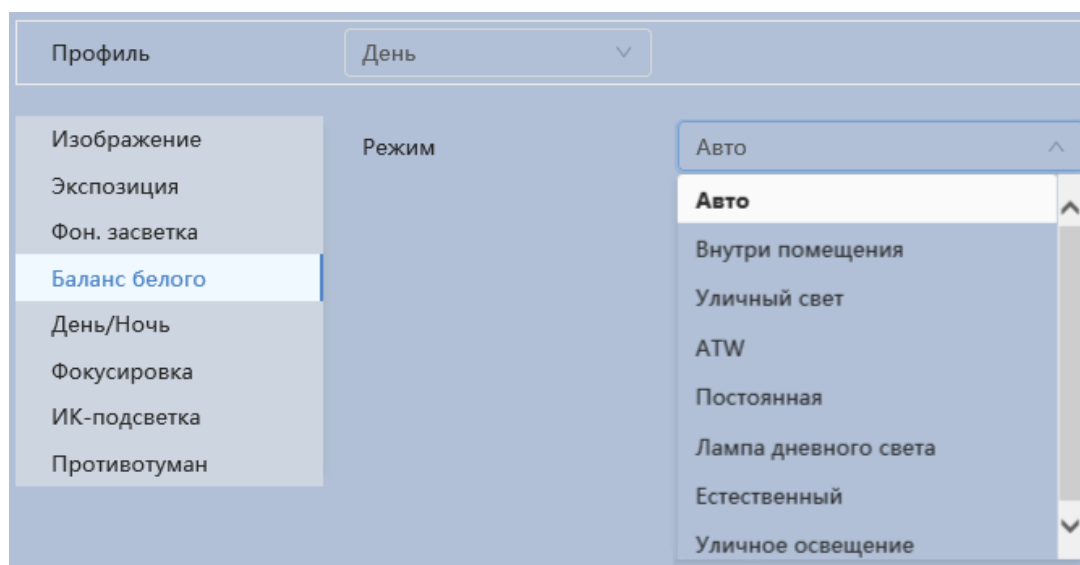 Профиль День
Изображение Режим Авто
Экспозиция Авто
Фон. засветка Внутри помещения
Баланс белого Уличный свет
День/Ночь ATW
Фокусировка Постоянная
ИК-подсветка Лампа дневного света
Противотуман Естественный
Уличное освещение